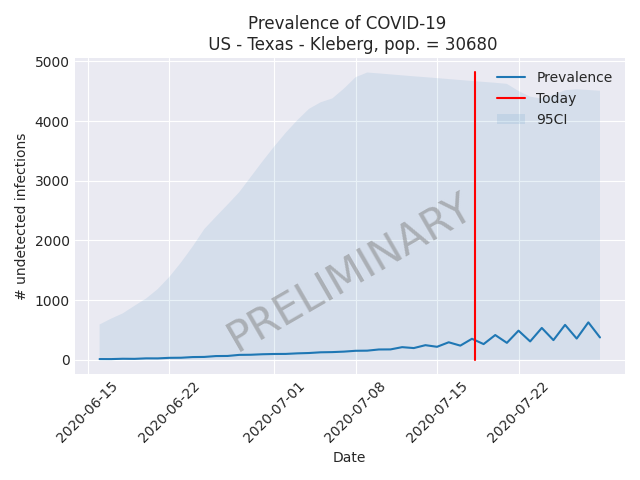 Prevalence of COVID-19
US - Texas - Kleberg, pop. = 30680
5000
4000
3000
2000
1000
0
# undetected infections
Prevalence
Today
95CI
PRELIMINARY
2020-06-15
2020-06-22
2020-07-01
2020-07-08
2020-07-15
2020-07-22
Date